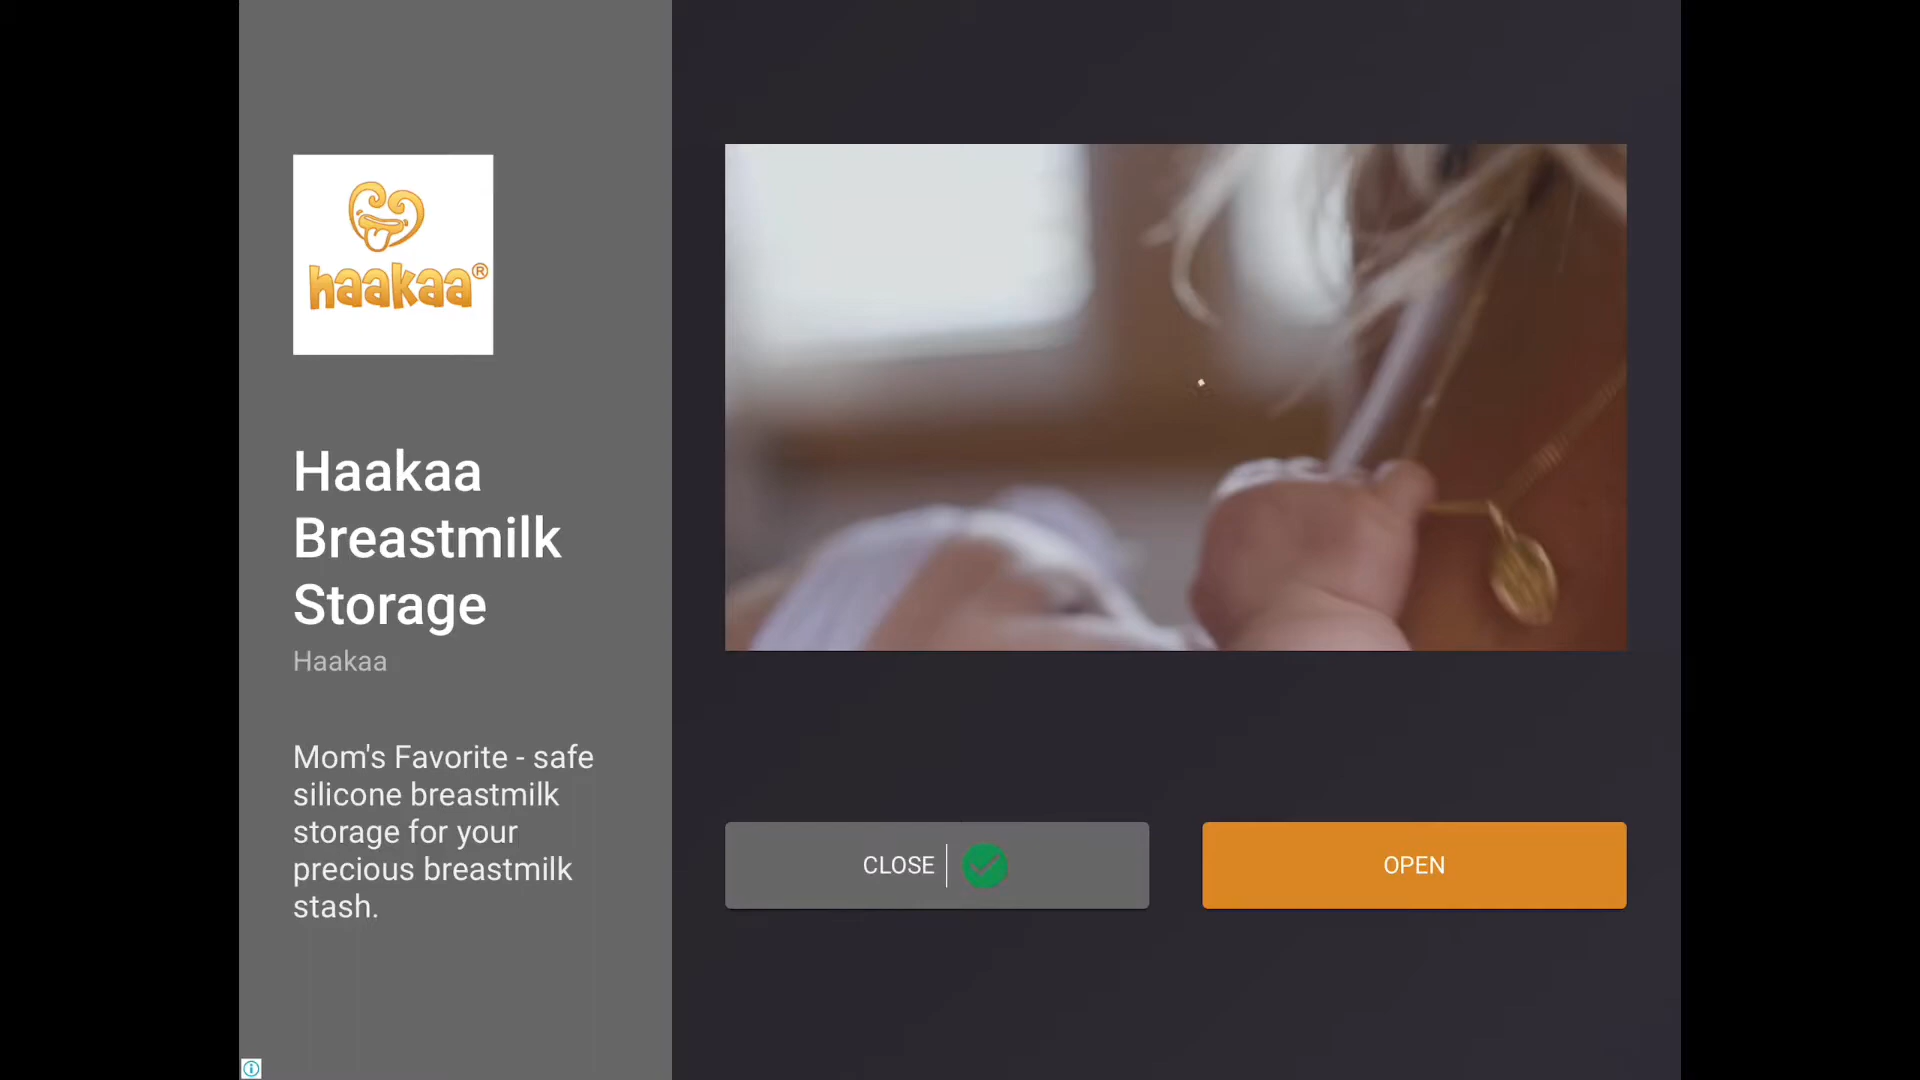 haakaa®
Haakaa
Breastmilk
Storage
Haakaa
Mom's Favorite - safe
silicone breastmilk
storage for your
precious breastmilk
stash.
CLOSE
OPEN